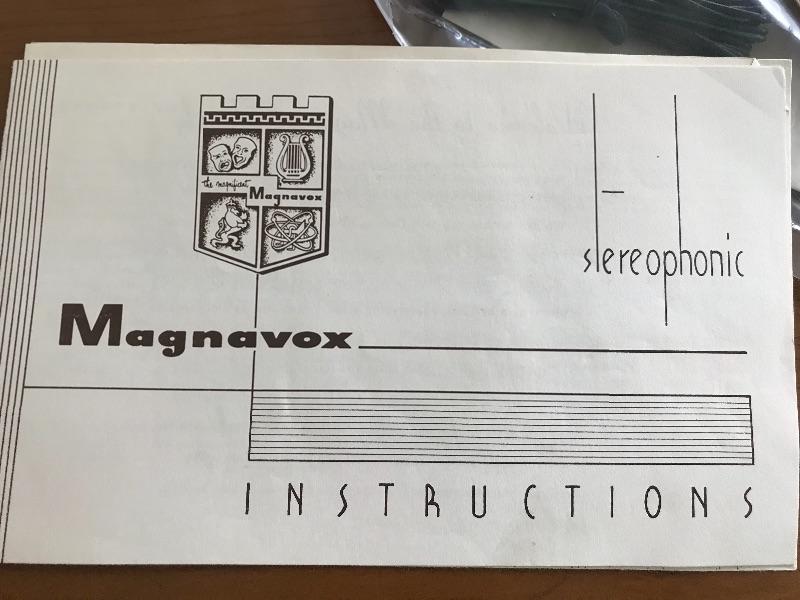 the magnificent
Magnavox
stereophonic
Magnavox
INSTRUCTIONS